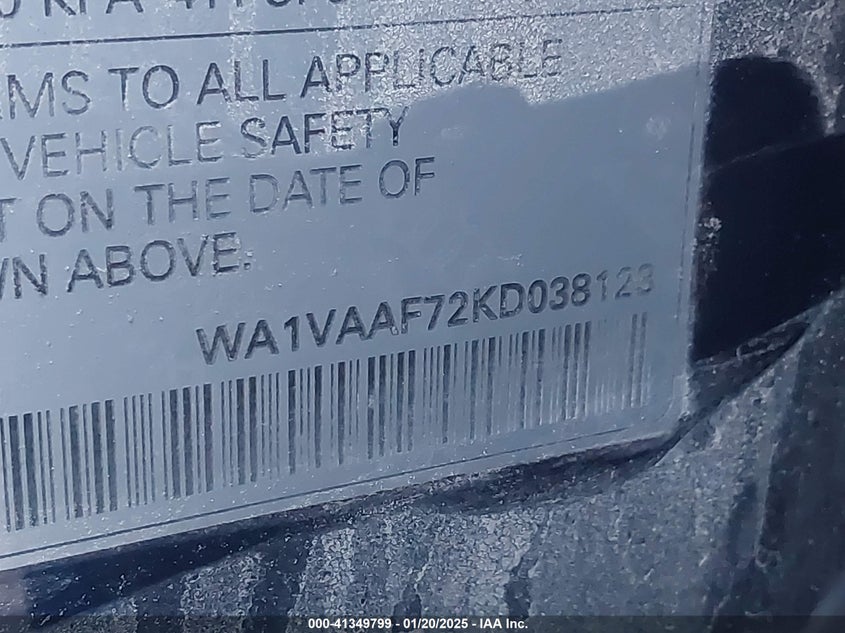 RMS TO ALL APPLICABLE
VEHICLE SAFETY
T ON THE DATE OF
WN ABOVE.
WA1VAAF72KD038123
000-41349799 - 01/20/2025 - IAA Inc.